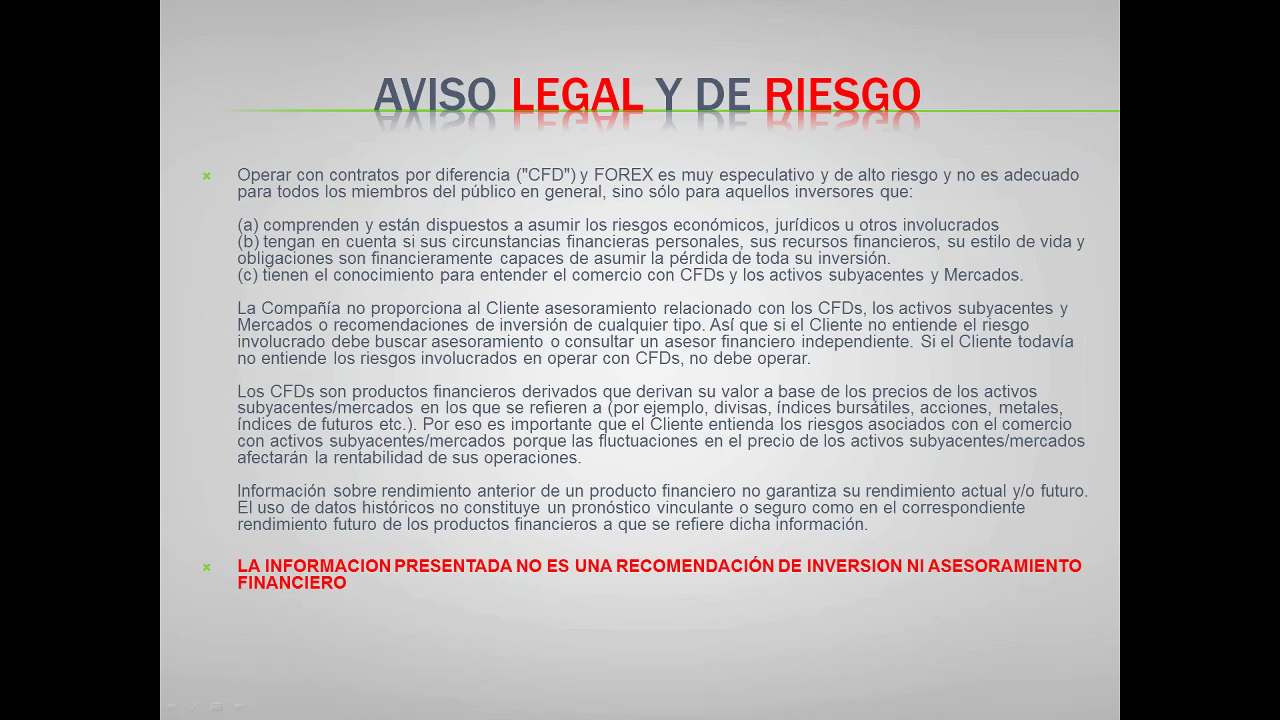 AVISO LEGAL Y DE RIESGO
Operar con contratos por diferencia ("CFD") y FOREX es muy especulativo y de alto riesgo y no es adecuado
para todos los miembros del público en general, sino sólo para aquellos inversores que:
(a) comprenden y están dispuestos a asumir los riesgos económicos, jurídicos u otros involucrados
(b) tengan en cuenta si sus circunstancias financieras personales, sus recursos financieros, su estilo de vida y
obligaciones son financieramente capaces de asumir la pérdida de toda su inversión.
(c) tienen el conocimiento para entender el comercio con CFDs y los activos subyacentes y Mercados.
La Compañía no proporciona al Cliente asesoramiento relacionado con los CFDs, los activos subyacentes y
Mercados o recomendaciones de inversión de cualquier tipo. Así que si el Cliente no entiende el riesgo
involucrado debe buscar asesoramiento o consultar un asesor financiero independiente. Si el Cliente todavía
no entiende los riesgos involucrados en operar con CFDs, no debe operar.
Los CFDs son productos financieros derivados que derivan su valor a base de los precios de los activos
subyacentes/mercados en los que se refieren a (por ejemplo, divisas, índices bursátiles, acciones, metales,
índices de futuros etc.). Por eso es importante que el Cliente entienda los riesgos asociados con el comercio
con activos subyacentes/mercados porque las fluctuaciones en el precio de los activos subyacentes/mercados
afectarán la rentabilidad de sus operaciones.
Información sobre rendimiento anterior de un producto financiero no garantiza su rendimiento actual y/o futuro.
El uso de datos históricos no constituye un pronóstico vinculante o seguro como en el correspondiente
rendimiento futuro de los productos financieros a que se refiere dicha información.
LA INFORMACION PRESENTADA NO ES UNA RECOMENDACIÓN DE INVERSION NI ASESORAMIENTO
FINANCIERO